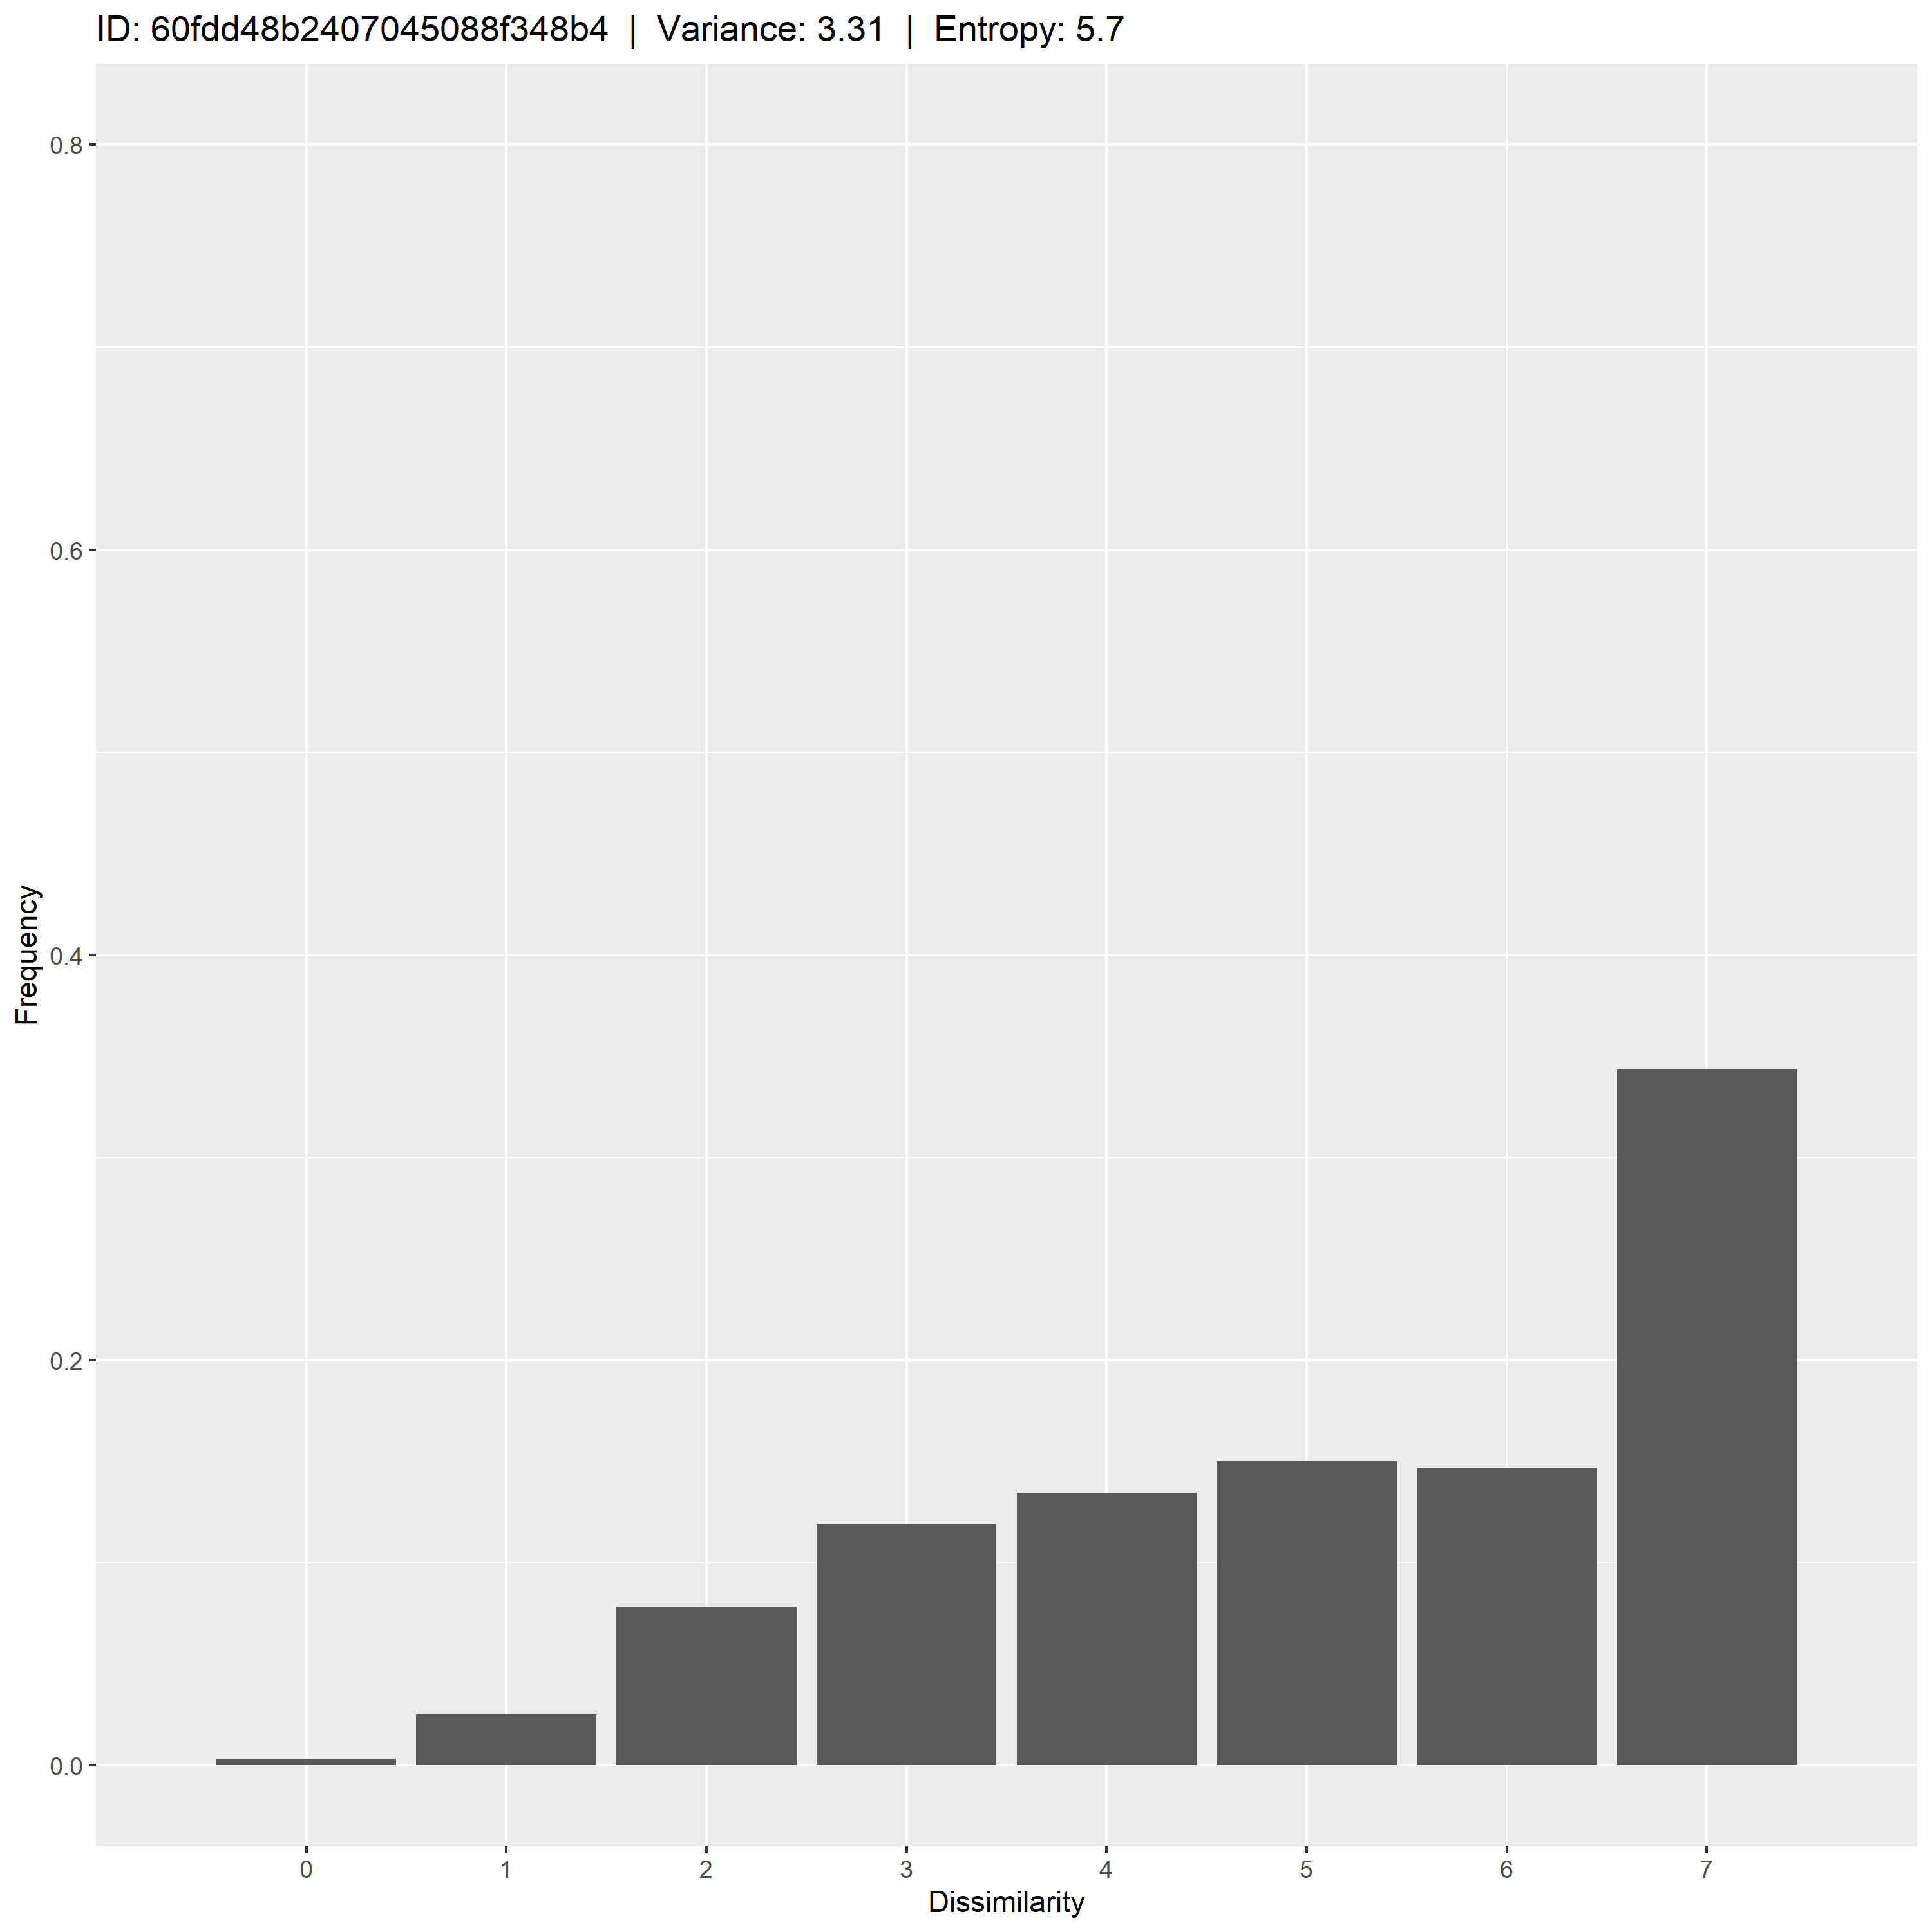 ID: 60fdd48b2407045088f348b4 | Variance: 3.31 | Entropy: 5.7
Frequency
0.8
0.6
0.4
0.2
0.0
0 1 2 3 4 5 6 7
Dissimilarity